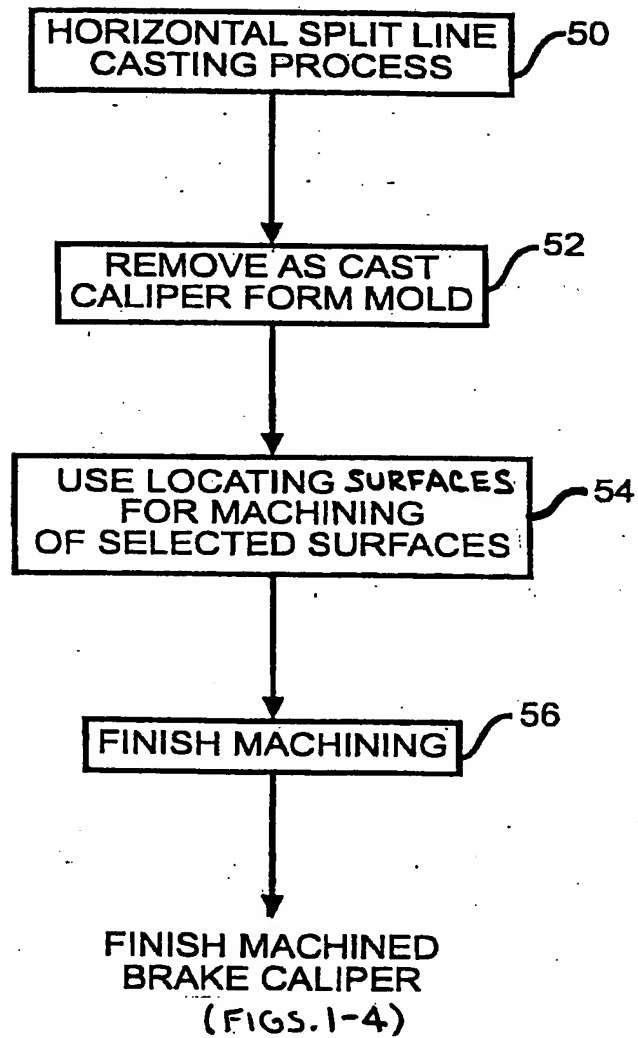 HORIZONTAL SPLIT LINE
CASTING PROCESS
50
REMOVE AS CAST
CALIPER FORM MOLD
52
USE LOCATING SURFACES
FOR MACHINING
OF SELECTED SURFACES
54
FINISH MACHINING
56
FINISH MACHINED
BRAKE CALIPER
(FIGS. 1-4)